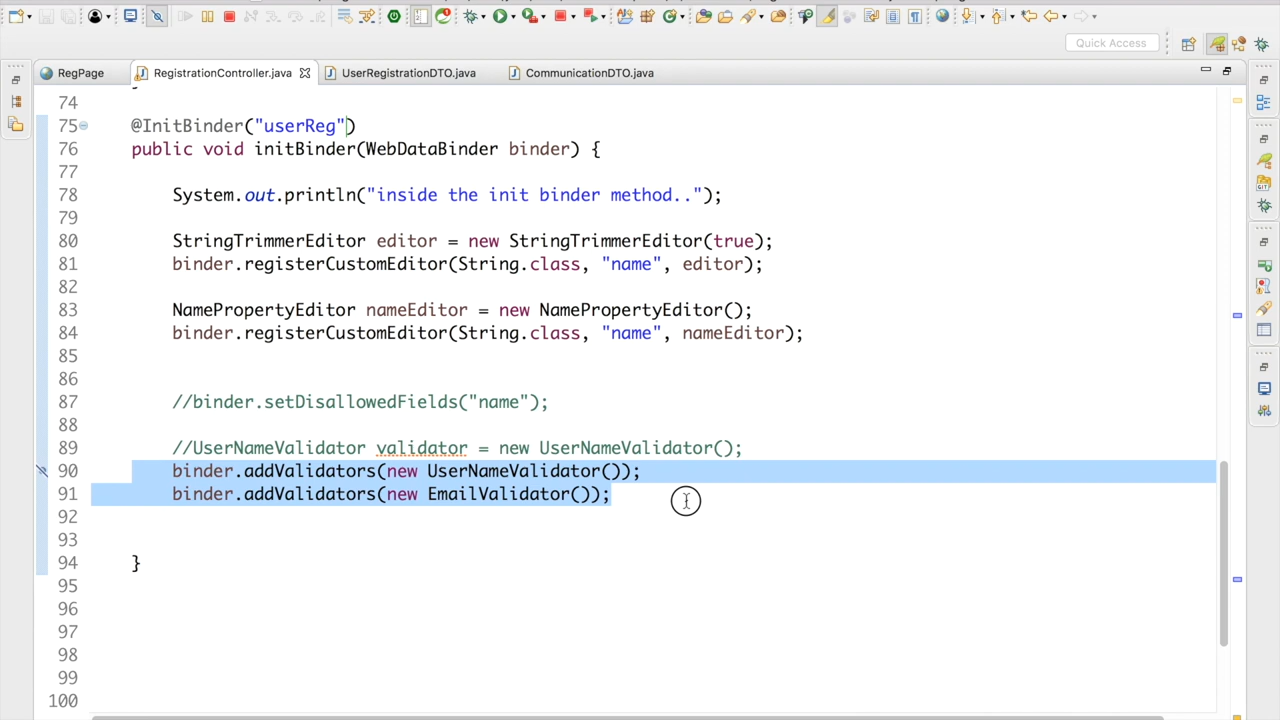 Quick Access
RegPage
RegistrationController.java
UserRegistrationDTO.java
CommunicationDTO.java
74
75 @InitBinder("userReg")
76 public void initBinder(WebDataBinder binder) {
77
78 System.out.println("inside the init binder method..");
79
80 StringTrimmerEditor editor = new StringTrimmerEditor(true);
81 binder.registerCustomEditor(String.class, "name", editor);
82
83 NamePropertyEditor nameEditor = new NamePropertyEditor();
84 binder.registerCustomEditor(String.class, "name", nameEditor);
85
86
87 //binder.setDisallowedFields("name");
88
89 //UserNameValidator validator = new UserNameValidator();
90 binder.addValidators(new UserNameValidator());
91 binder.addValidators(new EmailValidator());
92
93
94 }
95
96
97
98
99
100